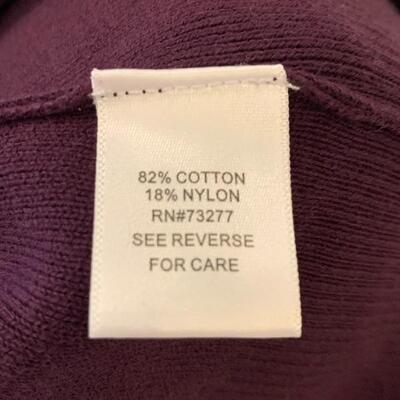 82% COTTON
18% NYLON
RN#73277
SEE REVERSE
FOR CARE